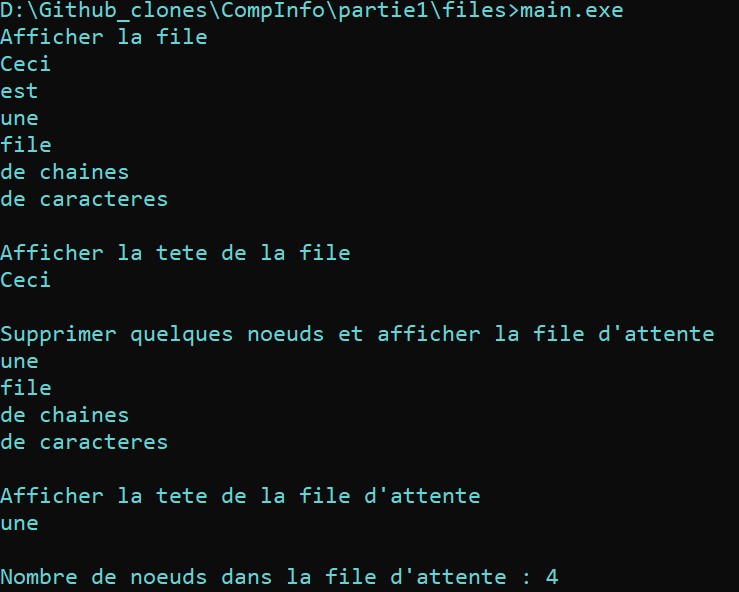 D:\Github_clones\CompInfo\partie1\files>main.exe
Afficher la file
Ceci
est
une
file
de chaines
de caracteres
Afficher la tete de la file
Ceci
Supprimer quelques noeuds et afficher la file d'attente
une
file
de chaines
de caracteres
Afficher la tete de la file d'attente
une
Nombre de noeuds dans la file d'attente : 4